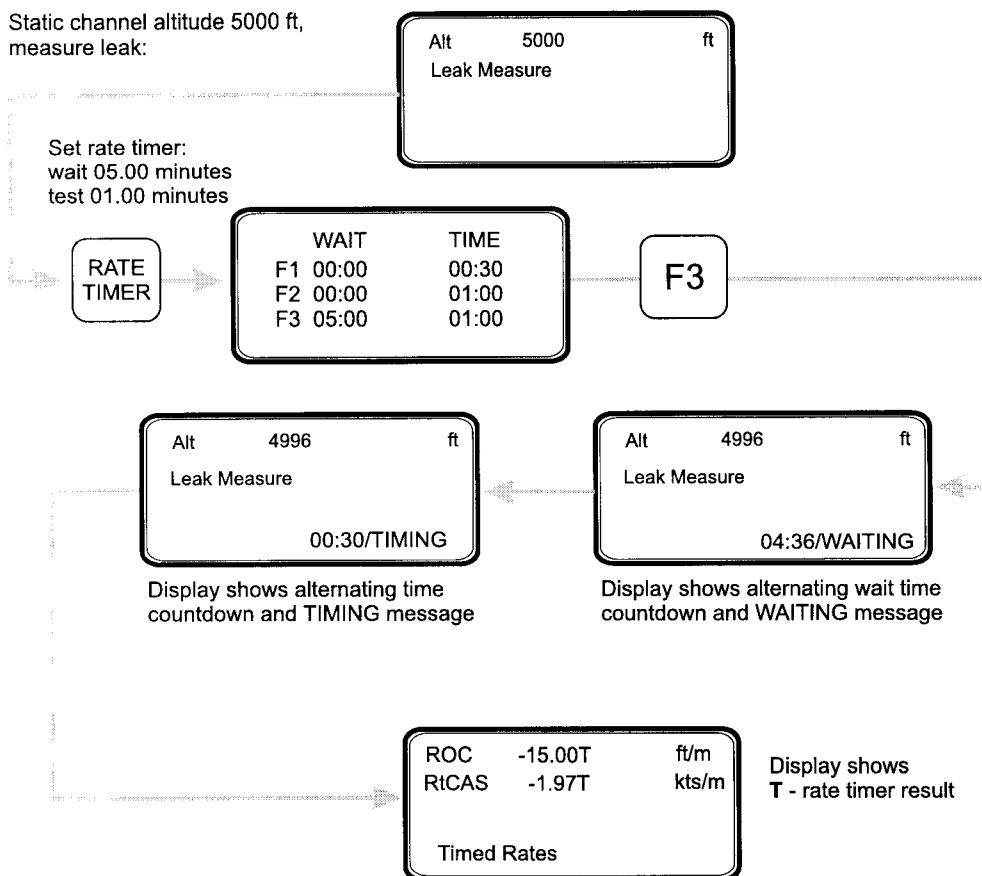 Static channel altitude 5000 ft,
measure leak:
Alt 5000 ft
Leak Measure
Set rate timer:
wait 05.00 minutes
test 01.00 minutes
RATE
TIMER
WAIT TIME
F1 00:00 00:30
F2 00:00 01:00
F3 05:00 01:00
F3
Alt 4996 ft
Leak Measure
04:36/WAITING
Display shows alternating wait time
countdown and WAITING message
Alt 4996 ft
Leak Measure
00:30/TIMING
Display shows alternating time
countdown and TIMING message
ROC -15.00T ft/m
RtCAS -1.97T kts/m
Timed Rates
Display shows
T - rate timer result